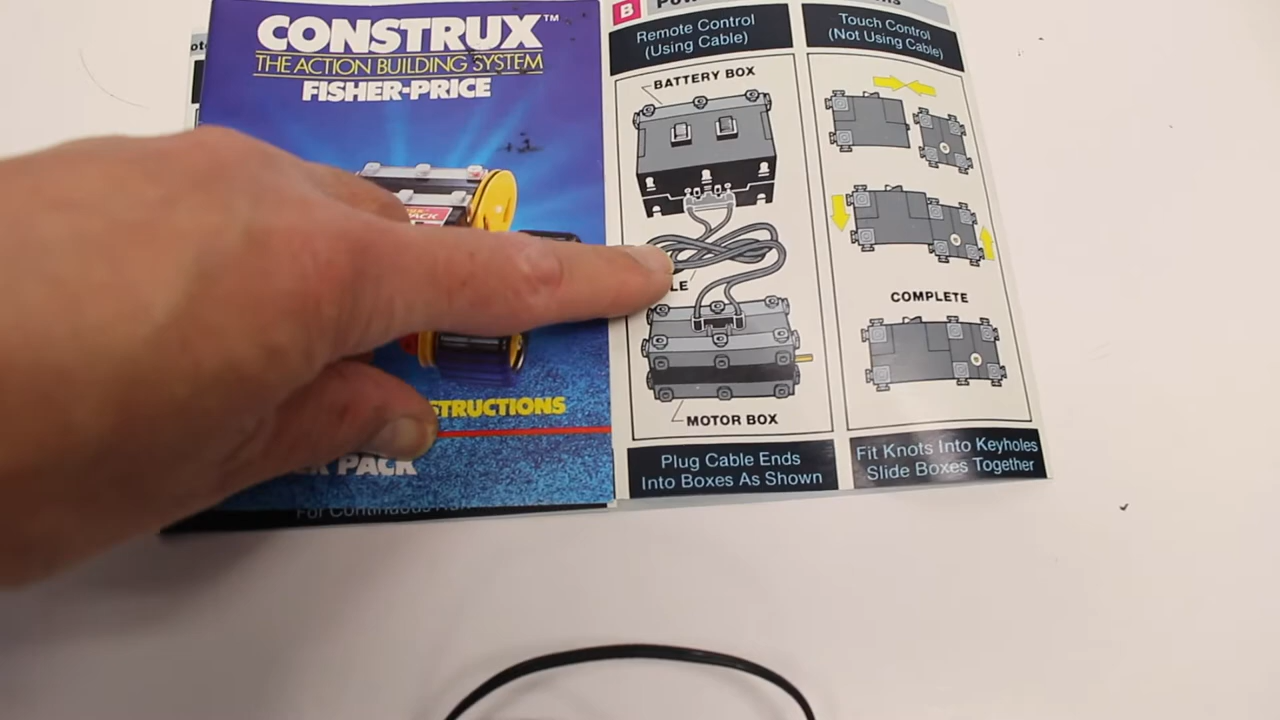 CONSTRUX™
THE ACTION BUILDING SYSTEM
FISHER-PRICE
STRUCTIONS
PACK
B
Remote Control
(Using Cable)
BATTERY BOX
LE
MOTOR BOX
Plug Cable Ends
Into Boxes As Shown
Touch Control
(Not Using Cable)
COMPLETE
Fit Knots Into Keyholes
Slide Boxes Together